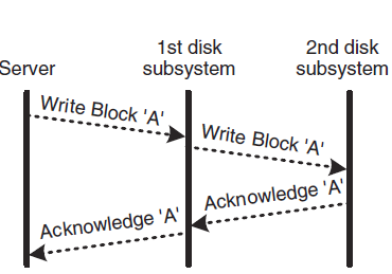 1st disk
subsystem
2nd disk
subsystem
Server
Write Block 'A'
Write Block 'A'
Acknowledge 'A'
Acknowledge 'A'